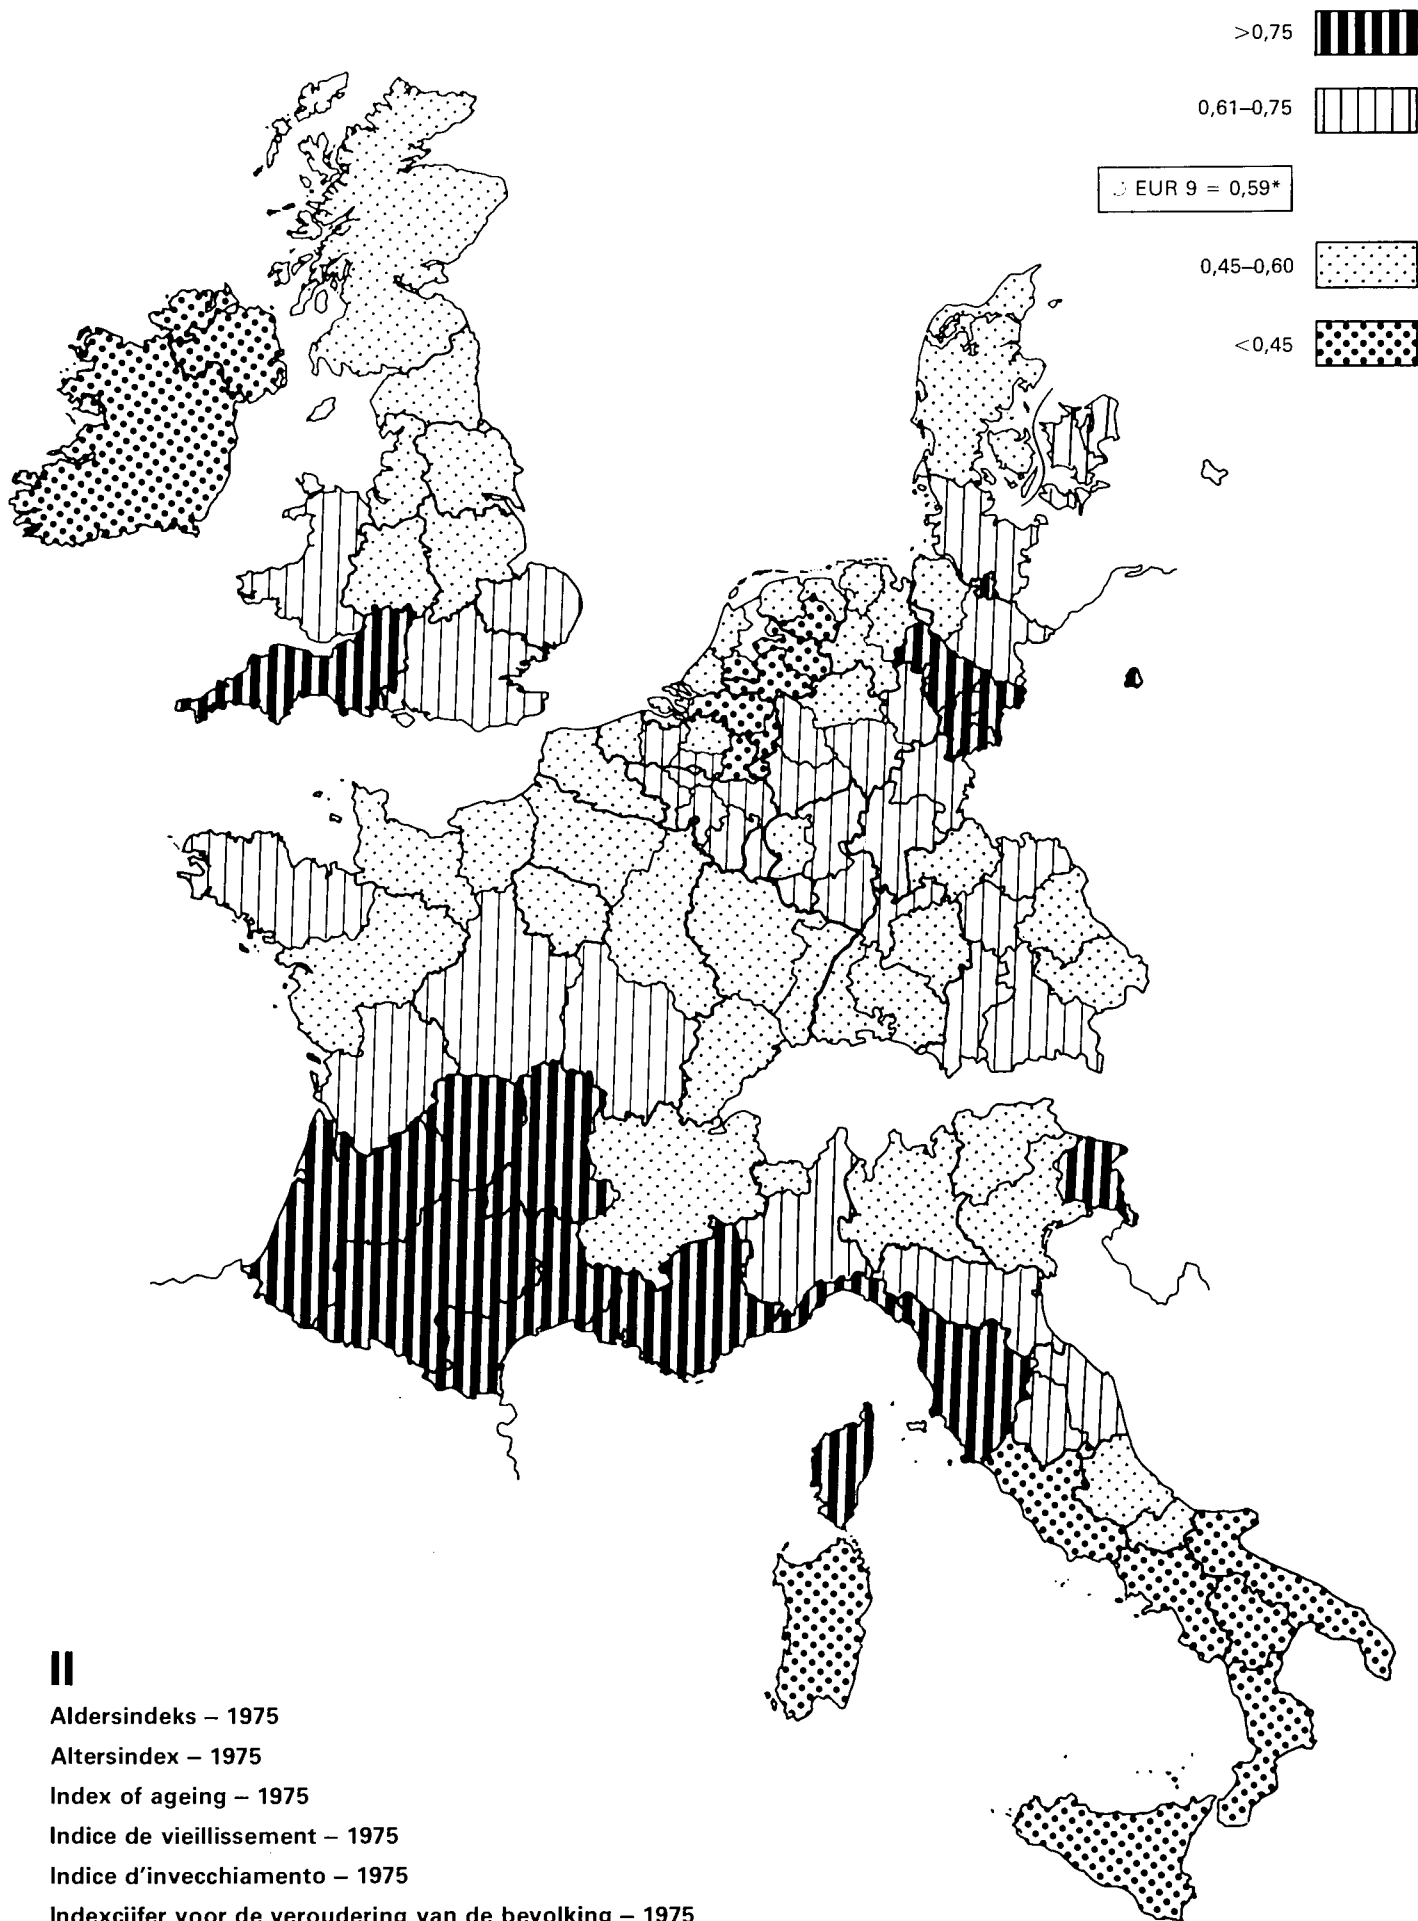 >0,75
0,61–0,75
EUR 9 = 0,59*
0,45–0,60
<0,45
II
Aldersindeks – 1975
Altersindex – 1975
Index of ageing – 1975
Indice de vieillissement – 1975
Indice d'invecchiamento – 1975
Indexcijfer voor de veroudering van de bevolking – 1975